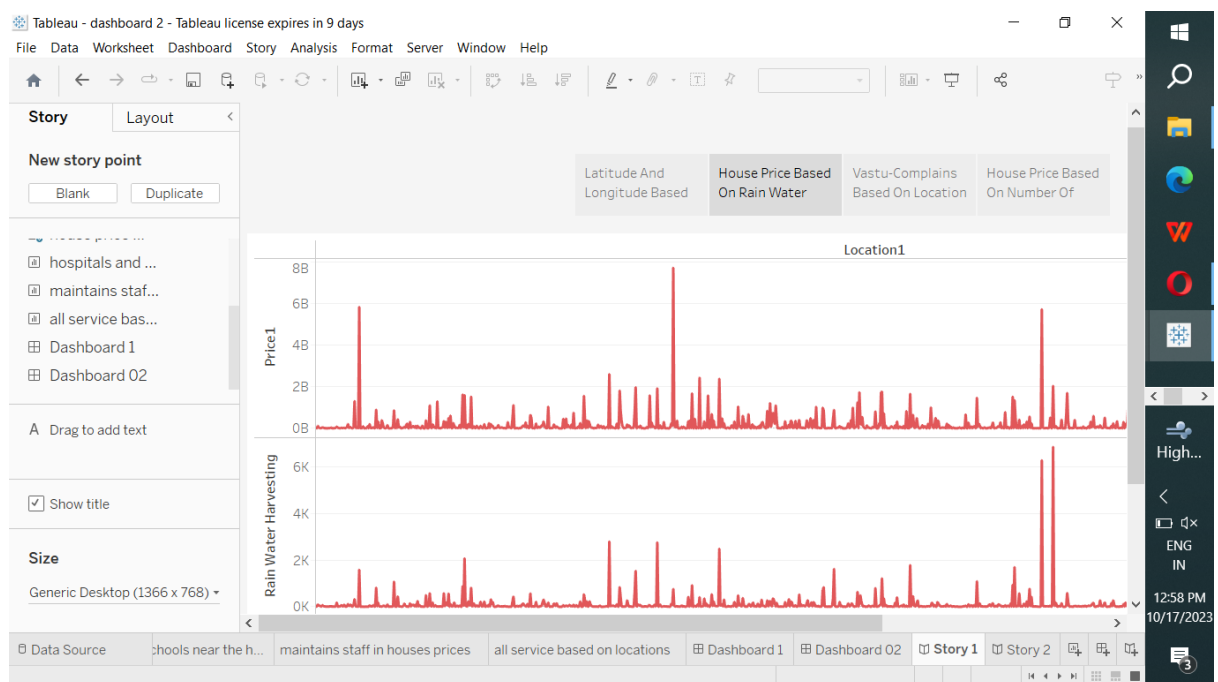 Tableau - dashboard 2 - Tableau license expires in 9 days
File Data Worksheet Dashboard Story Analysis Format Server Window Help
Story Layout
New story point
Blank Duplicate
hospitals and ...
maintains staf...
all service bas...
Dashboard 1
Dashboard 02
A Drag to add text
Show title
Size
Generic Desktop (1366 x 768)
Latitude And
Longitude Based
House Price Based
On Rain Water
Vastu-Complains
Based On Location
House Price Based
On Number Of
Location1
Price1
8B
6B
4B
2B
0B
Rain Water Harvesting
6K
4K
2K
0K
Data Source
chools near the h...
maintains staff in houses prices
all service based on locations
Dashboard 1
Dashboard 02
Story 1
Story 2
High...
ENG
IN
12:58 PM
10/17/2023
3